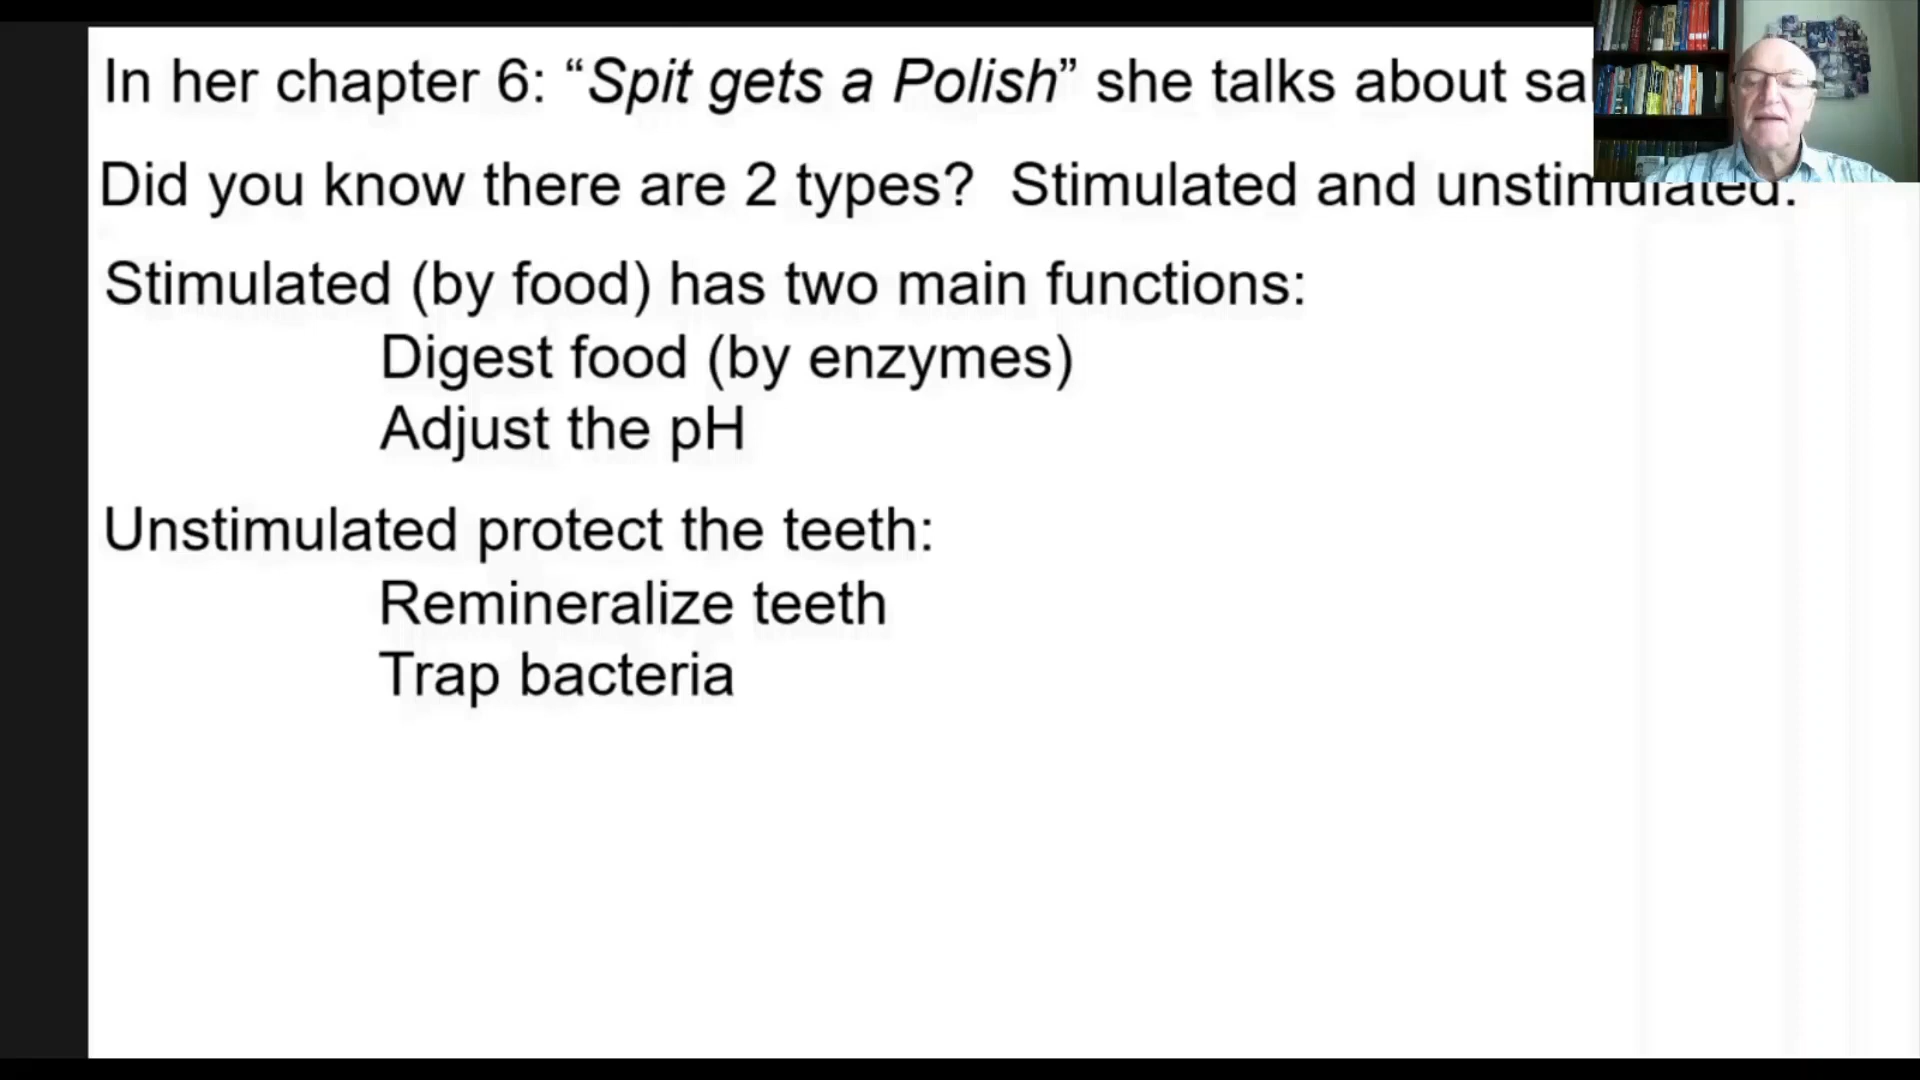 In her chapter 6: “Spit gets a Polish” she talks about
Did you know there are 2 types? Stimulated and unstimulated.
Stimulated (by food) has two main functions:
Digest food (by enzymes)
Adjust the pH
Unstimulated protect the teeth:
Remineralize teeth
Trap bacteria